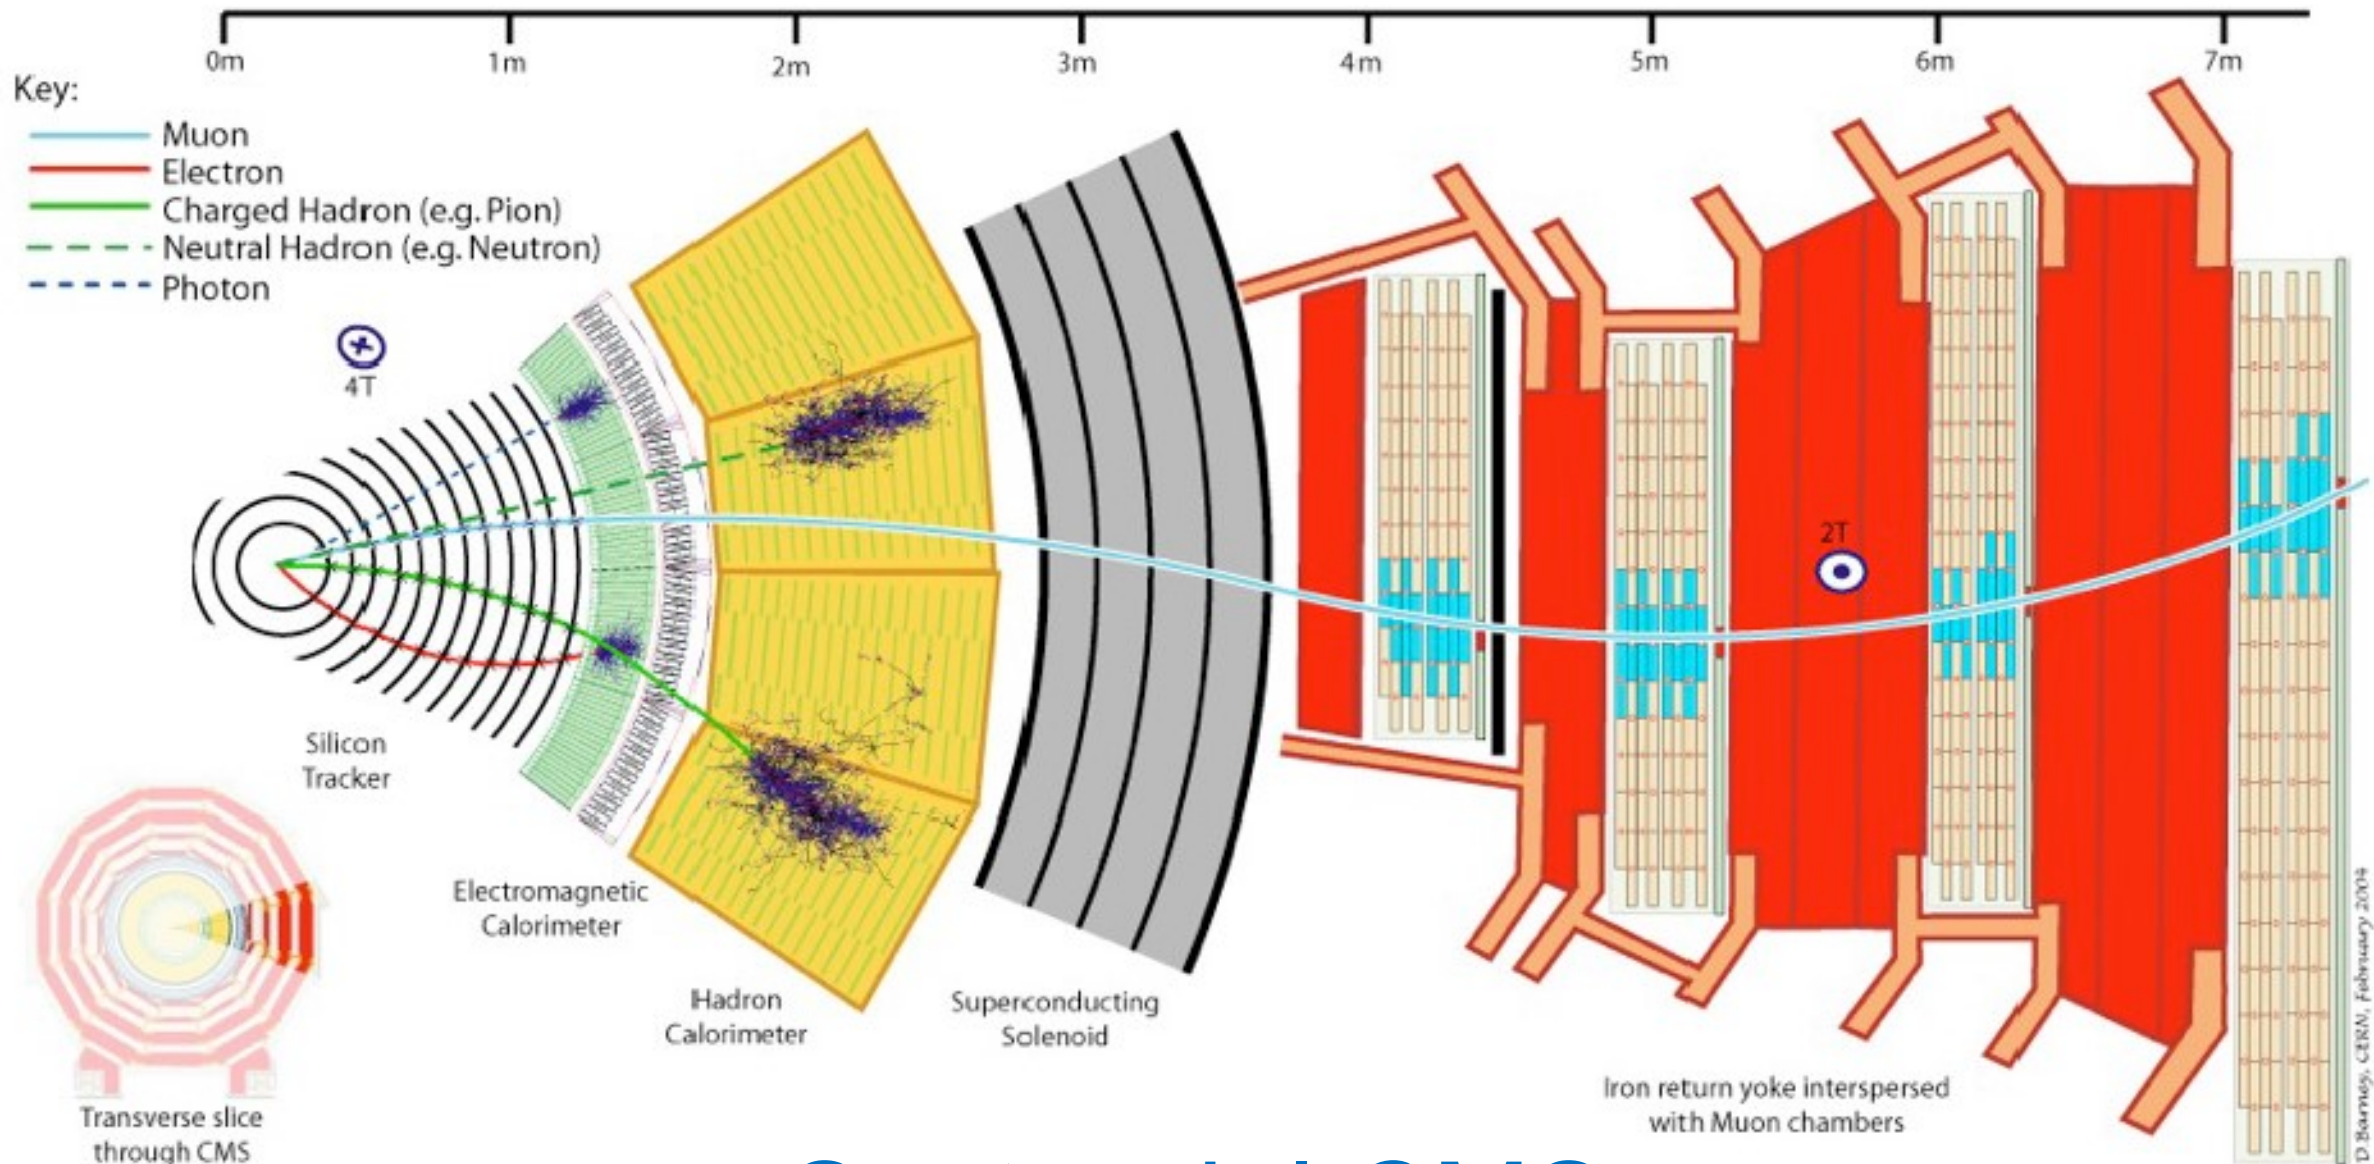 0m 1m 2m 3m 4m 5m 6m 7m
Key:
Muon
Electron
Charged Hadron (e.g. Pion)
Neutral Hadron (e.g. Neutron)
Photon
4T
2T
Silicon
Tracker
Electromagnetic
Calorimeter
Hadron
Calorimeter
Superconducting
Solenoid
Iron return yoke interspersed
with Muon chambers
Transverse slice
through CMS
D Barney, CERN, February 2004